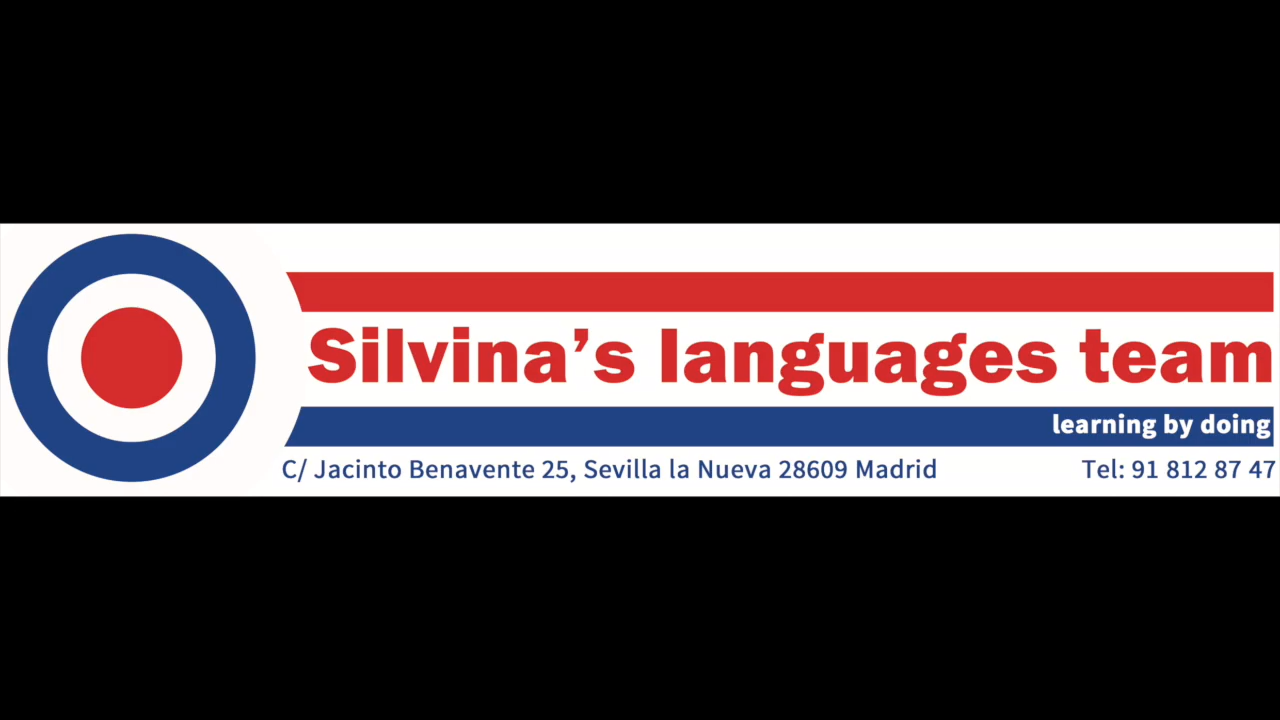 Silvina’s languages team
learning by doing
C/ Jacinto Benavente 25, Sevilla la Nueva 28609 Madrid
Tel: 91 812 87 47